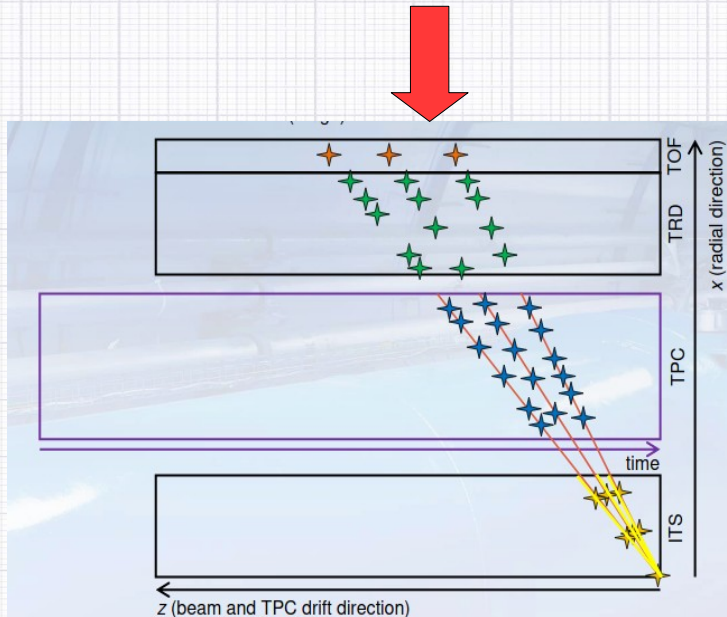 TOF
TRD
x (radial direction)
TPC
time
ITS
z (beam and TPC drift direction)